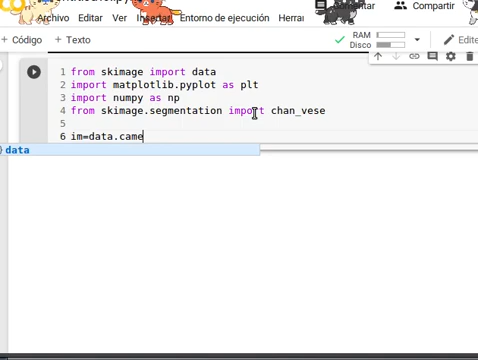 Archivo Editar Ver Insertar Entorno de ejecución Herra
Compartir
+ Código + Texto
RAM
Disco
1 from skimage import data
2 import matplotlib.pyplot as plt
3 import numpy as np
4 from skimage.segmentation import chan_vese
5
6 im=data.came
data